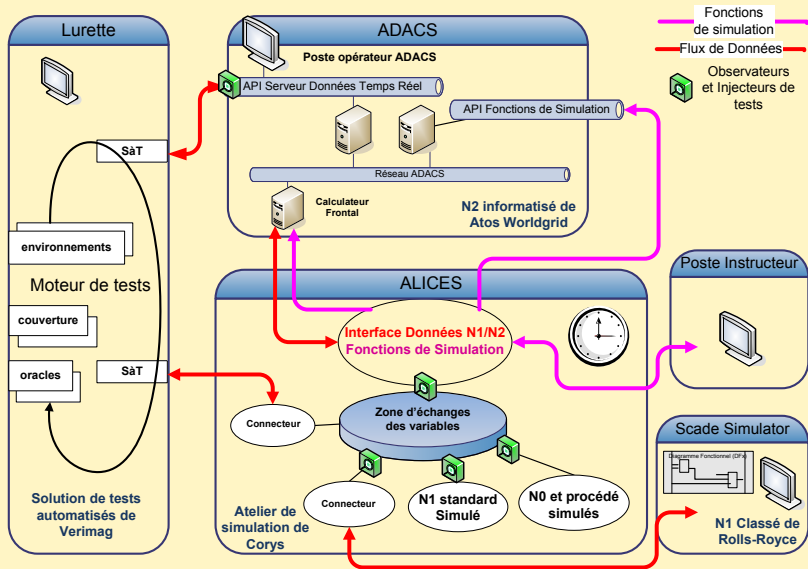 Lurette
SàT
environnements
Moteur de tests
couverture
oracles
SàT
Solution de tests
automatisés de
Verimag
ADACS
Poste opérateur ADACS
API Serveur Données Temps Réel
API Fonctions de Simulation
Réseau ADACS
Calculateur
Frontal
N2 informatisé de
Atos Worldgrid
Fonctions
de simulation
Flux de Données
Observateurs
et Injecteurs de
tests
ALICES
Interface Données N1/N2
Fonctions de Simulation
Zone d'échanges
des variables
Connecteur
Connecteur
N1 standard
Simulé
N0 et procédé
simulés
Atelier de
simulation de
Corys
Poste Instructeur
Scade Simulator
Diagramme Fonctionnel (DFx)
N1 Classé de
Rolls-Royce